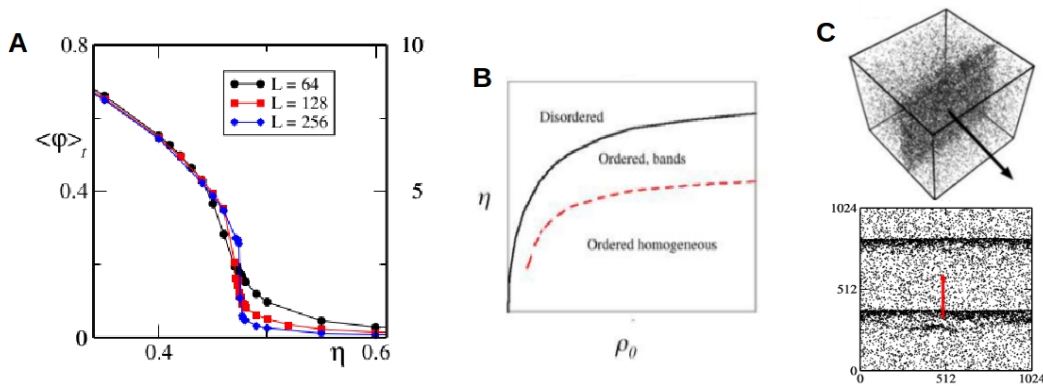 A
0.8
10
L = 64
L = 128
L = 256
<φ>t
0.4
5
0
0
0.4
η
0.6
B
Disordered
Ordered, bands
η
Ordered homogeneous
ρ0
C
1024
512
0
0
512
1024